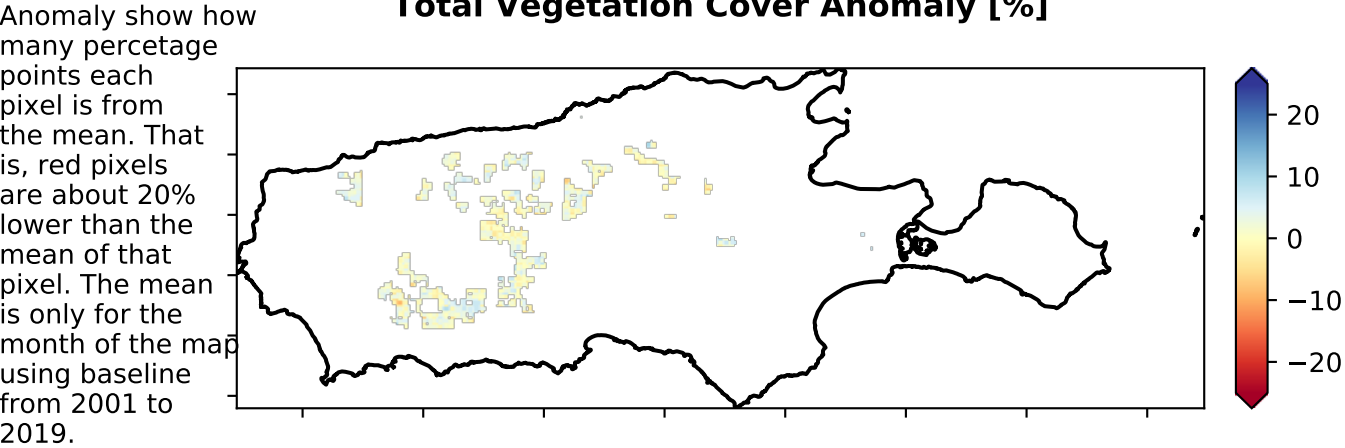 Total Vegetation Cover Anomaly [%]
Anomaly show how
many percetage
points each
pixel is from
the mean. That
is, red pixels
are about 20%
lower than the
mean of that
pixel. The mean
is only for the
month of the map
using baseline
from 2001 to
2019.
20
10
0
−10
−20